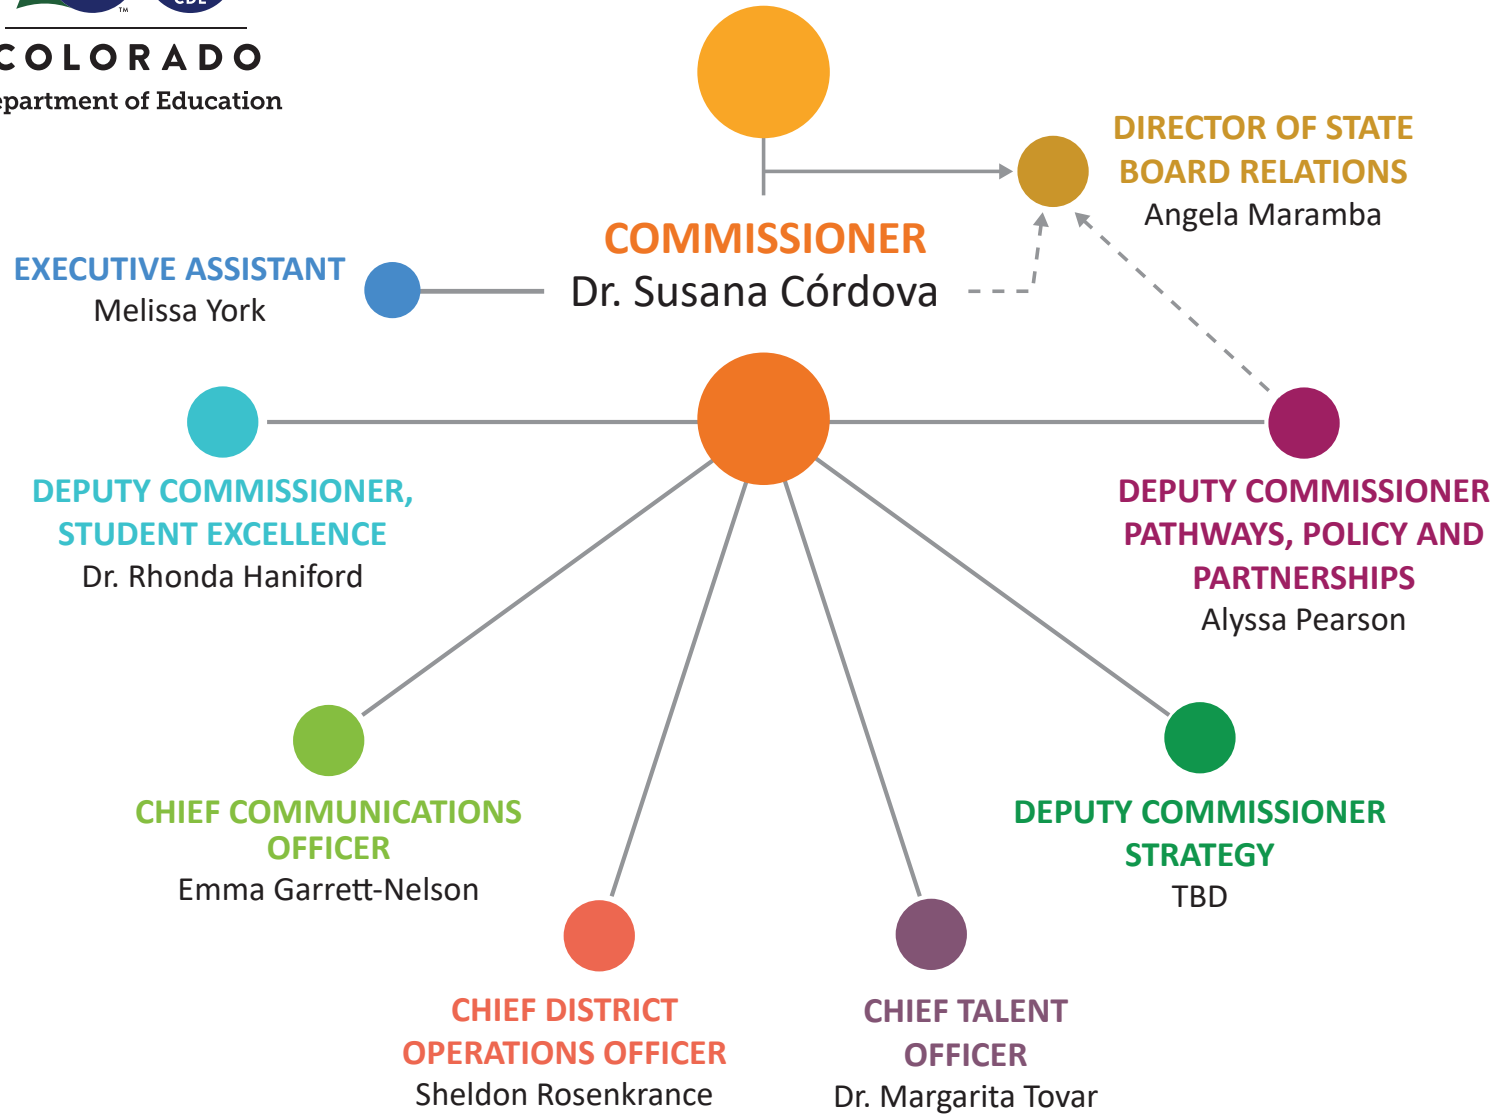 CDE
TM
COLORADO
epartment of Education
DIRECTOR OF STATE
BOARD RELATIONS
Angela Maramba
COMMISSIONER
Dr. Susana Córdova
EXECUTIVE ASSISTANT
Melissa York
DEPUTY COMMISSIONER,
STUDENT EXCELLENCE
Dr. Rhonda Haniford
DEPUTY COMMISSIONER
PATHWAYS, POLICY AND
PARTNERSHIPS
Alyssa Pearson
CHIEF COMMUNICATIONS
OFFICER
Emma Garrett-Nelson
DEPUTY COMMISSIONER
STRATEGY
TBD
CHIEF DISTRICT
OPERATIONS OFFICER
Sheldon Rosenkrance
CHIEF TALENT
OFFICER
Dr. Margarita Tovar